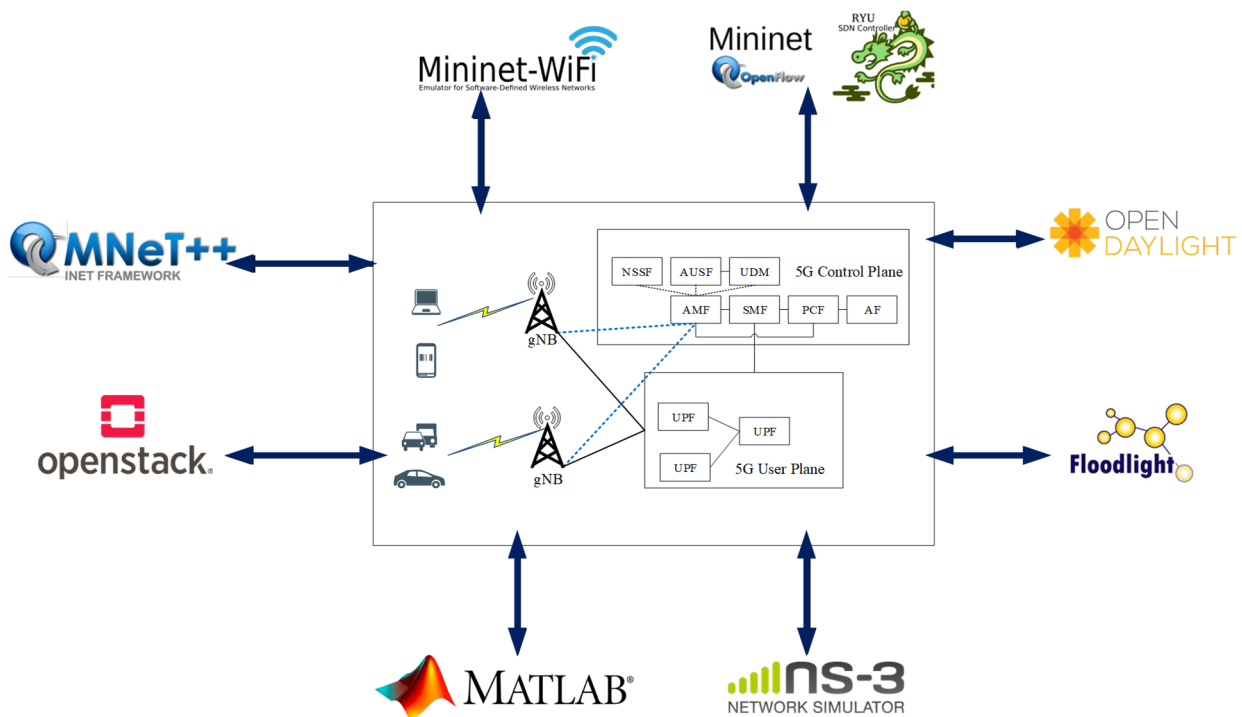 Mininet-WiFi
Emulator for Software-Defined Wireless Networks
Mininet
OpenFlow
RYU
SDN Controller
OMNeT++
INET FRAMEWORK
OPEN
DAYLIGHT
NSSF
AUSF
UDM
5G Control Plane
AMF
SMF
PCF
AF
gNB
UPF
UPF
UPF
5G User Plane
gNB
openstack.
Floodlight
MATLAB®
ns-3
NETWORK SIMULATOR